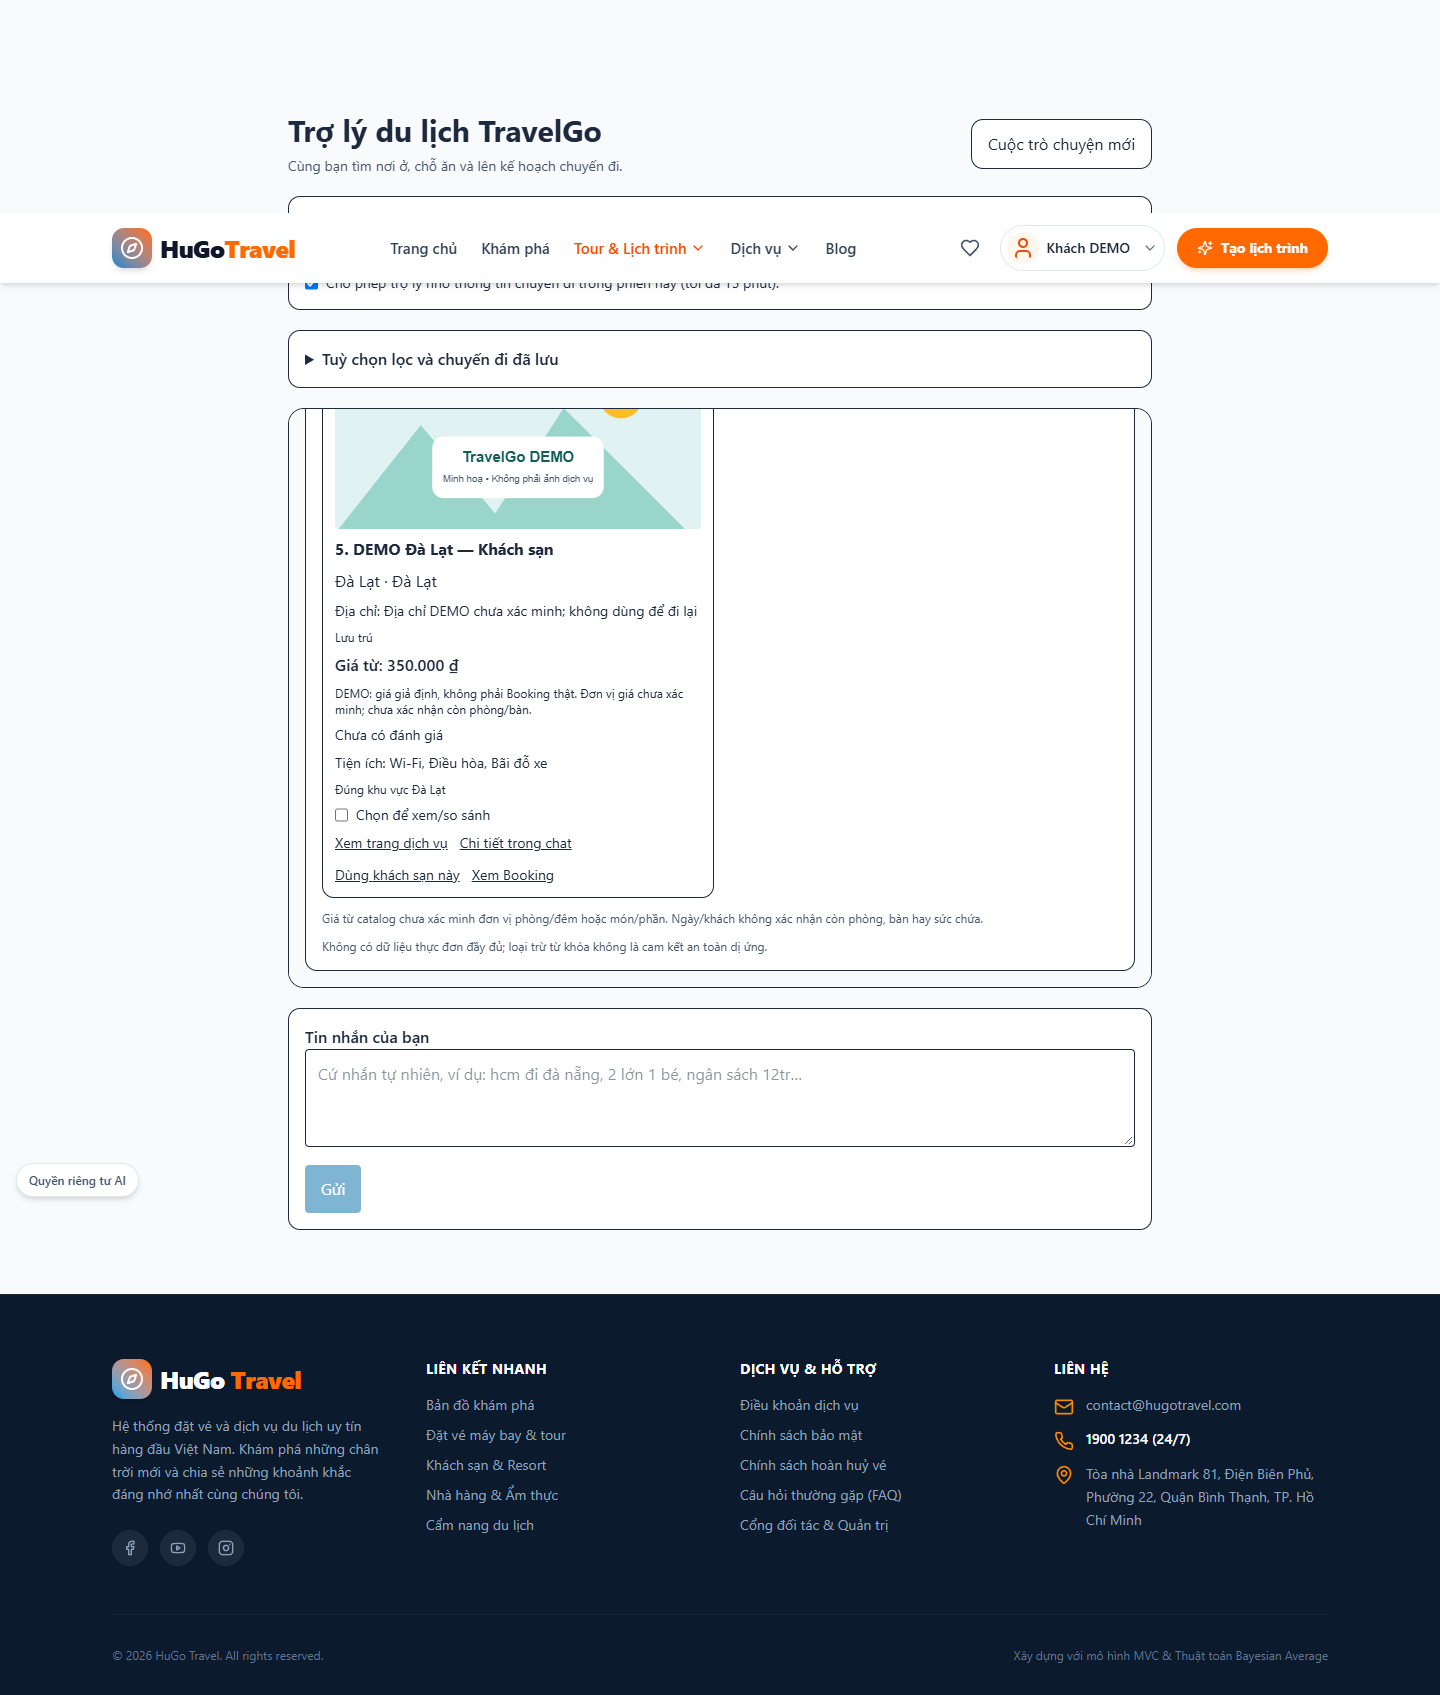 Trợ lý du lịch TravelGo
Cùng bạn tìm nơi ở, chỗ ăn và lên kế hoạch chuyến đi.
Cuộc trò chuyện mới
HuGoTravel
Trang chủ
Khám phá
Tour & Lịch trình
Dịch vụ
Blog
Khách DEMO
Tạo lịch trình
Cho phép trợ lý nhớ thông tin chuyến đi trong phiên này (tối đa 15 phút).
Tuỳ chọn lọc và chuyến đi đã lưu
TravelGo DEMO
Minh hoạ • Không phải ảnh dịch vụ
5. DEMO Đà Lạt — Khách sạn
Đà Lạt · Đà Lạt
Địa chỉ: Địa chỉ DEMO chưa xác minh; không dùng để đi lại
Lưu trú
Giá từ: 350.000 ₫
DEMO: giá giả định, không phải Booking thật. Đơn vị giá chưa xác
minh; chưa xác nhận còn phòng/bàn.
Chưa có đánh giá
Tiện ích: Wi-Fi, Điều hòa, Bãi đỗ xe
Đúng khu vực Đà Lạt
Chọn để xem/so sánh
Xem trang dịch vụ
Chi tiết trong chat
Dùng khách sạn này
Xem Booking
Giá từ catalog chưa xác minh đơn vị phòng/đêm hoặc món/phần. Ngày/khách không xác nhận còn phòng, bàn hay sức chứa.
Không có dữ liệu thực đơn đầy đủ; loại trừ từ khóa không là cam kết an toàn dị ứng.
Tin nhắn của bạn
Cứ nhắn tự nhiên, ví dụ: hcm đi đà nẵng, 2 lớn 1 bé, ngân sách 12tr...
Gửi
Quyền riêng tư AI
HuGo Travel
Hệ thống đặt vé và dịch vụ du lịch uy tín
hàng đầu Việt Nam. Khám phá những chân
trời mới và chia sẻ những khoảnh khắc
đáng nhớ nhất cùng chúng tôi.
LIÊN KẾT NHANH
Bản đồ khám phá
Đặt vé máy bay & tour
Khách sạn & Resort
Nhà hàng & Ẩm thực
Cẩm nang du lịch
DỊCH VỤ & HỖ TRỢ
Điều khoản dịch vụ
Chính sách bảo mật
Chính sách hoàn huỷ vé
Câu hỏi thường gặp (FAQ)
Cổng đối tác & Quản trị
LIÊN HỆ
contact@hugotravel.com
1900 1234 (24/7)
Tòa nhà Landmark 81, Điện Biên Phủ,
Phường 22, Quận Bình Thạnh, TP. Hồ
Chí Minh
© 2026 HuGo Travel. All rights reserved.
Xây dựng với mô hình MVC & Thuật toán Bayesian Average